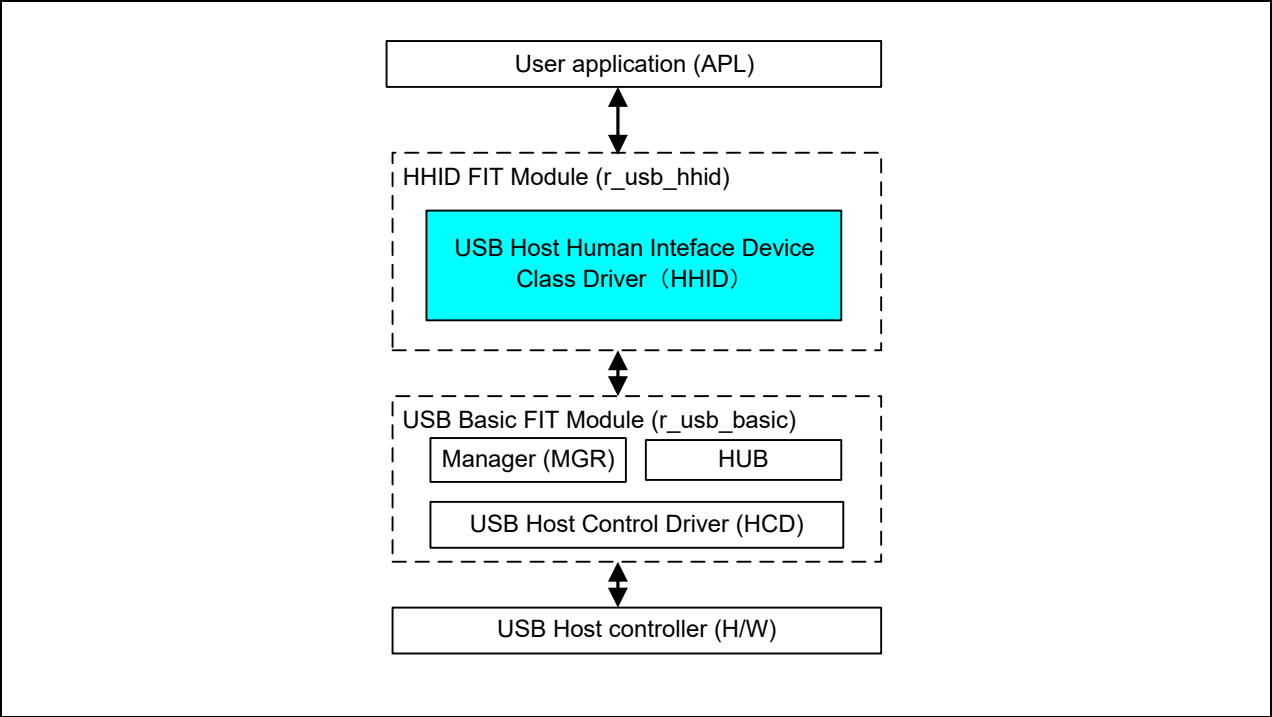 User application (APL)
HHID FIT Module (r_usb_hhid)
USB Host Human Inteface Device
Class Driver（HHID）
USB Basic FIT Module (r_usb_basic)
Manager (MGR)
HUB
USB Host Control Driver (HCD)
USB Host controller (H/W)